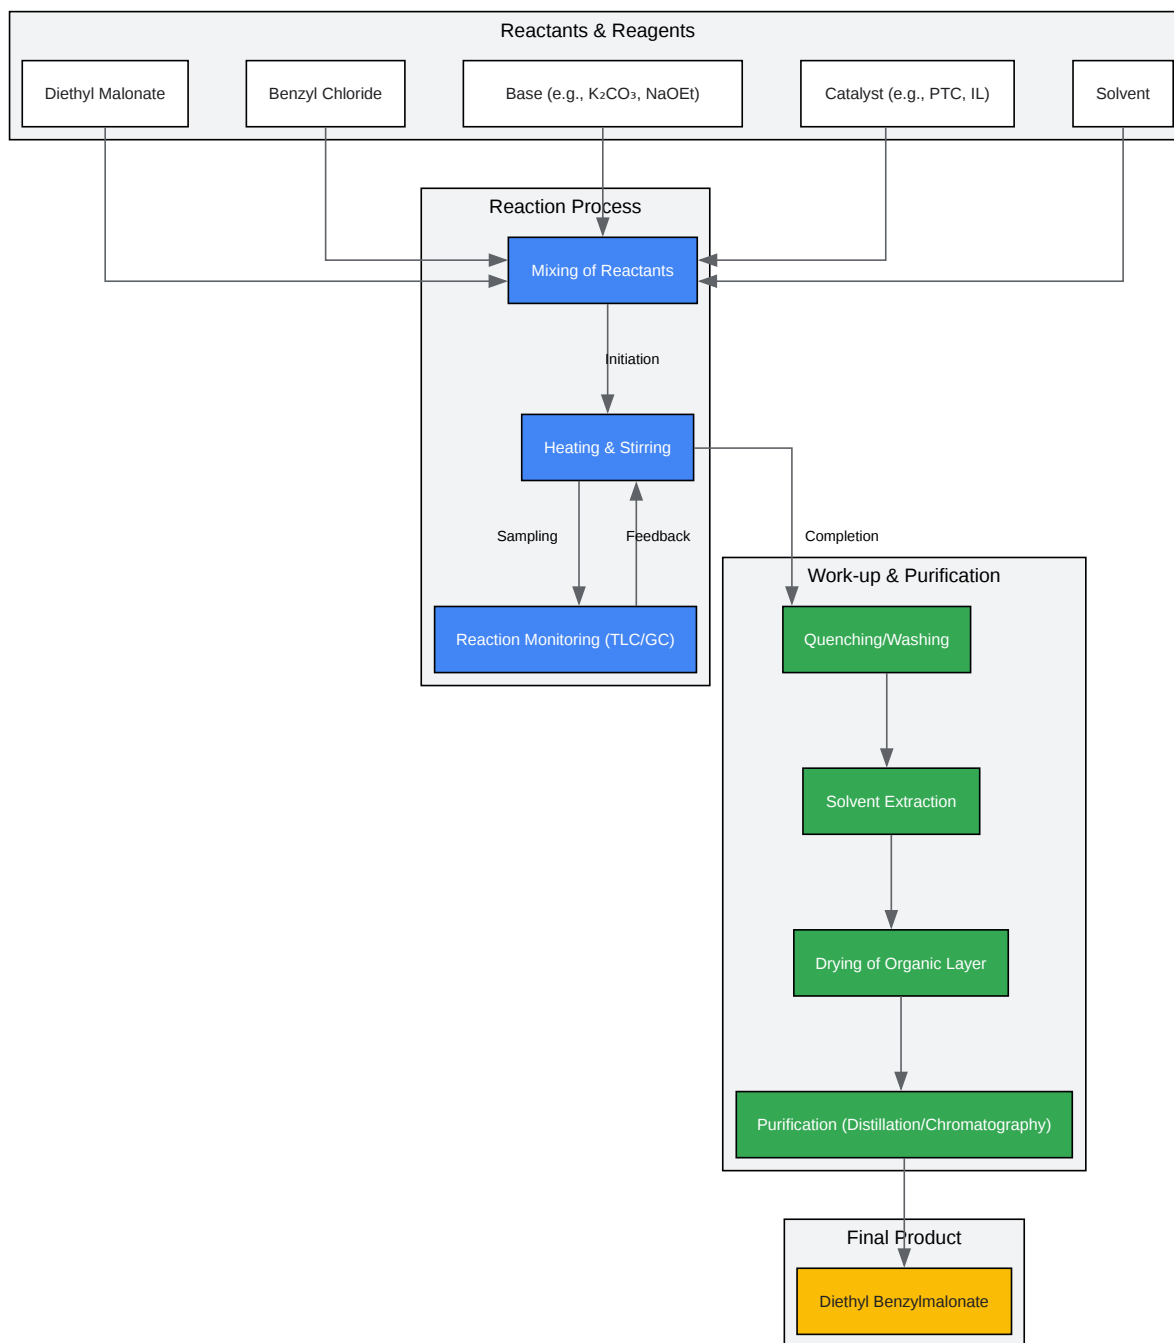 Reactants & Reagents
Diethyl Malonate
Benzyl Chloride
Base (e.g., K₂CO₃, NaOEt)
Catalyst (e.g., PTC, IL)
Solvent
Reaction Process
Mixing of Reactants
Initiation
Heating & Stirring
Sampling
Feedback
Completion
Work-up & Purification
Reaction Monitoring (TLC/GC)
Quenching/Washing
Solvent Extraction
Drying of Organic Layer
Purification (Distillation/Chromatography)
Final Product
Diethyl Benzylmalonate